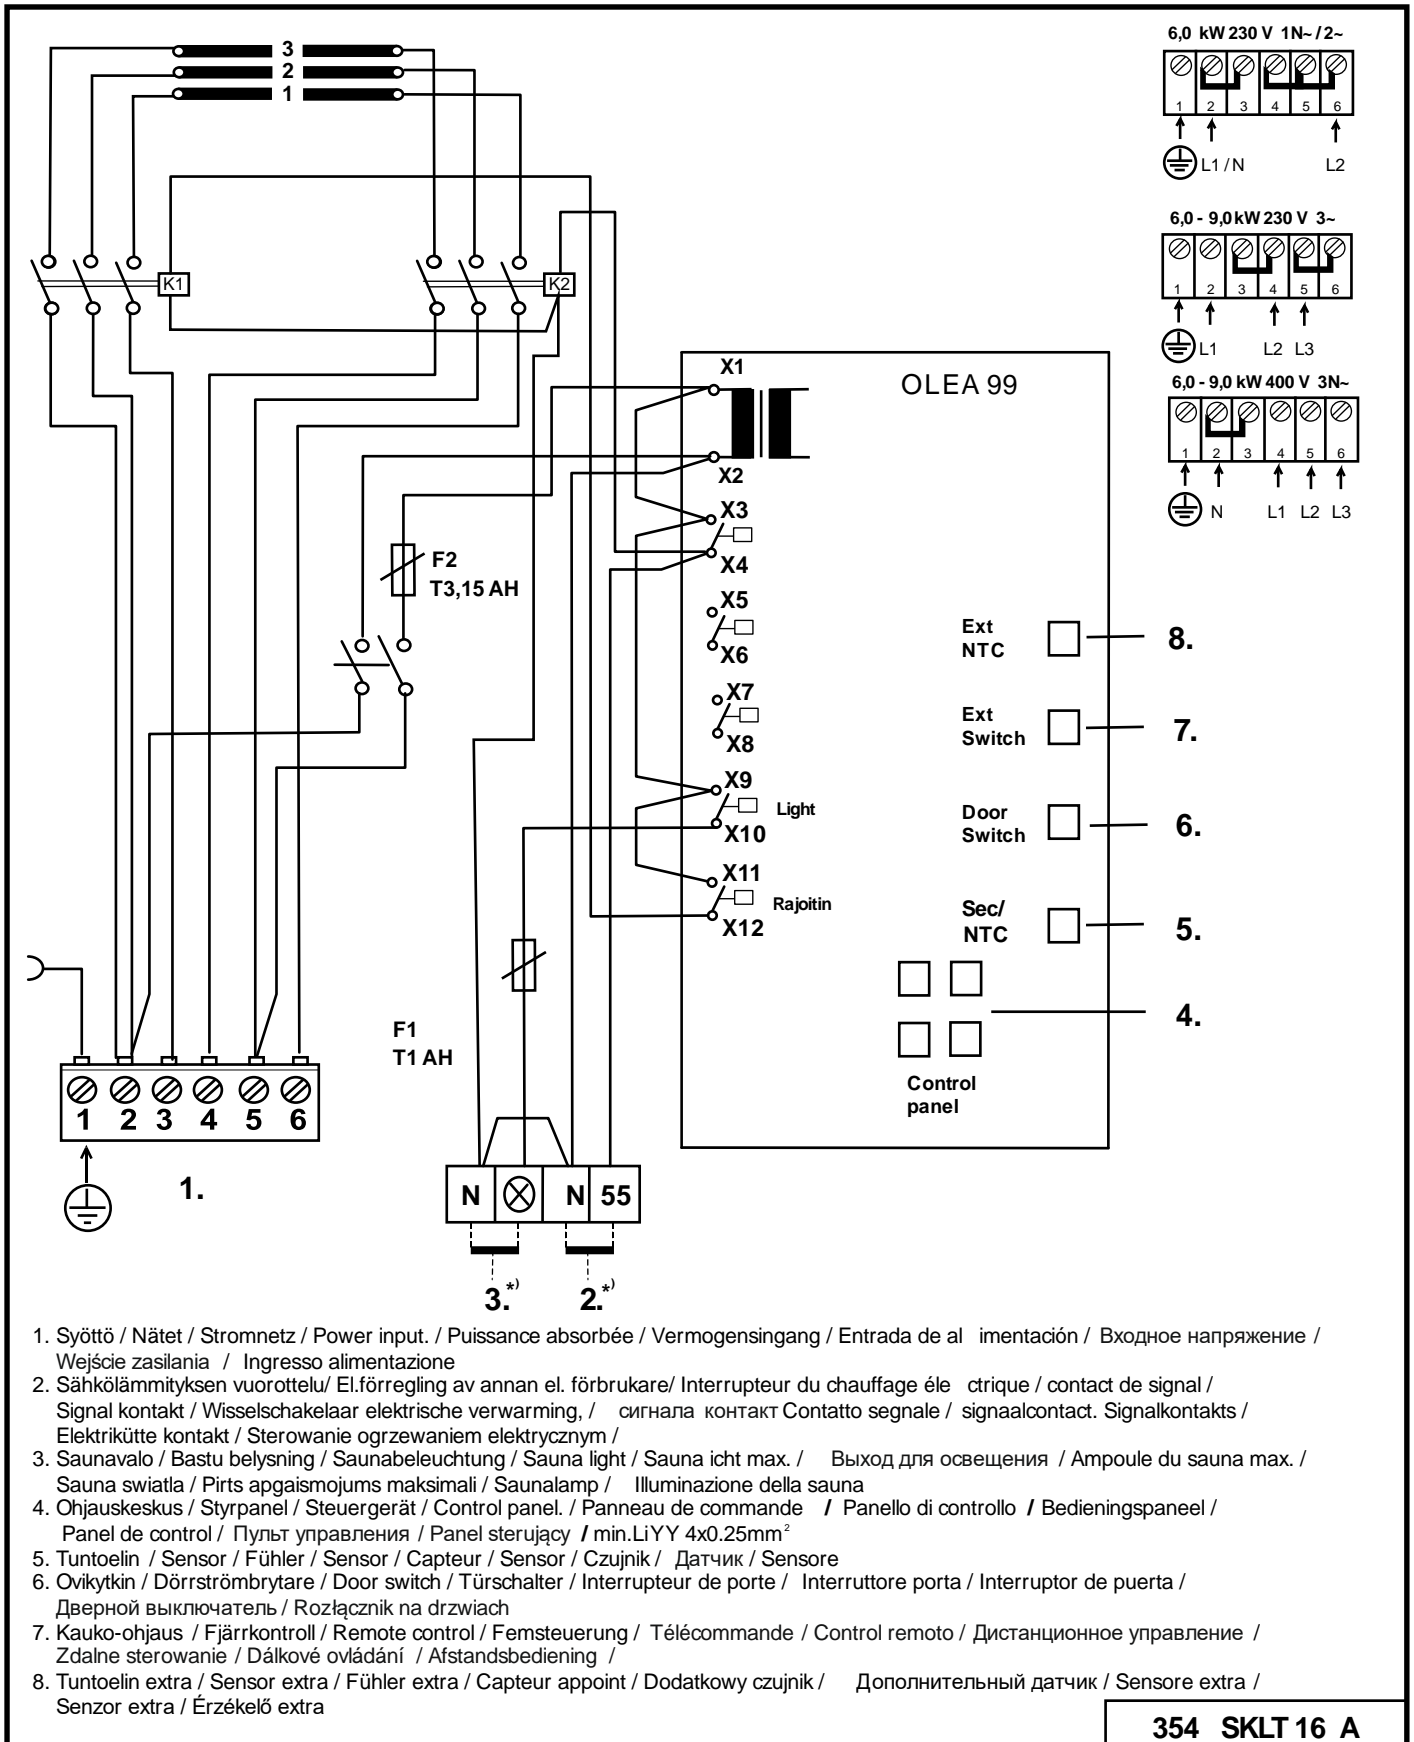 3
2
1
K1
K2
6,0 kW 230 V 1N~ / 2~
1 2 3 4 5 6
L1 / N L2
6,0 - 9,0 kW 230 V 3~
1 2 3 4 5 6
L1 L2 L3
6,0 - 9,0 kW 400 V 3N~
1 2 3 4 5 6
N L1 L2 L3
OLEA 99
X1
X2
X3
X4
X5
X6
X7
X8
X9
Light
X10
X11
Rajoitin
X12
F2
T3,15 AH
Ext
NTC
8.
Ext
Switch
7.
Door
Switch
6.
Sec/
NTC
5.
4.
Control
panel
F1
T1 AH
1 2 3 4 5 6
1.
N N 55
3.*) 2.*)
1. Syöttö / Nätet / Stromnetz / Power input. / Puissance absorbée / Vermogensingang / Entrada de al imentación / Входное напряжение /
Wejście zasilania / Ingresso alimentazione
2. Sähkölämmityksen vuorottelu/ El.förregling av annan el. förbrukare/ Interrupteur du chauffage éle ctrique / contact de signal /
Signal kontakt / Wisselschakelaar elektrische verwarming, / сигнала контакт Contatto segnale / signaalcontact. Signalkontakts /
Elektrikütte kontakt / Sterowanie ogrzewaniem elektrycznym /
3. Saunavalo / Bastu belysning / Saunabeleuchtung / Sauna light / Sauna icht max. / Выход для освещения / Ampoule du sauna max. /
Sauna swiatla / Pirts apgaismojums maksimali / Saunalamp / Illuminazione della sauna
4. Ohjauskeskus / Styrpanel / Steuergerät / Control panel. / Panneau de commande / Panello di controllo / Bedieningspaneel /
Panel de control / Пульт управления / Panel sterujący / min.LiYY 4x0.25mm²
5. Tuntoelin / Sensor / Fühler / Sensor / Capteur / Sensor / Czujnik / Датчик / Sensore
6. Ovikytkin / Dörrströmbrytare / Door switch / Türschalter / Interrupteur de porte / Interruttore porta / Interruptor de puerta /
Дверной выключатель / Rozłącznik na drzwiach
7. Kauko-ohjaus / Fjärrkontroll / Remote control / Fernsteuerung / Télécommande / Control remoto / Дистанционное управление /
Zdalne sterowanie / Dálkové ovládání / Afstandsbediening /
8. Tuntoelin extra / Sensor extra / Fühler extra / Capteur appoint / Dodatkowy czujnik / Дополнительный датчик / Sensore extra /
Senzor extra / Érzékelő extra
354 SKLT 16 A